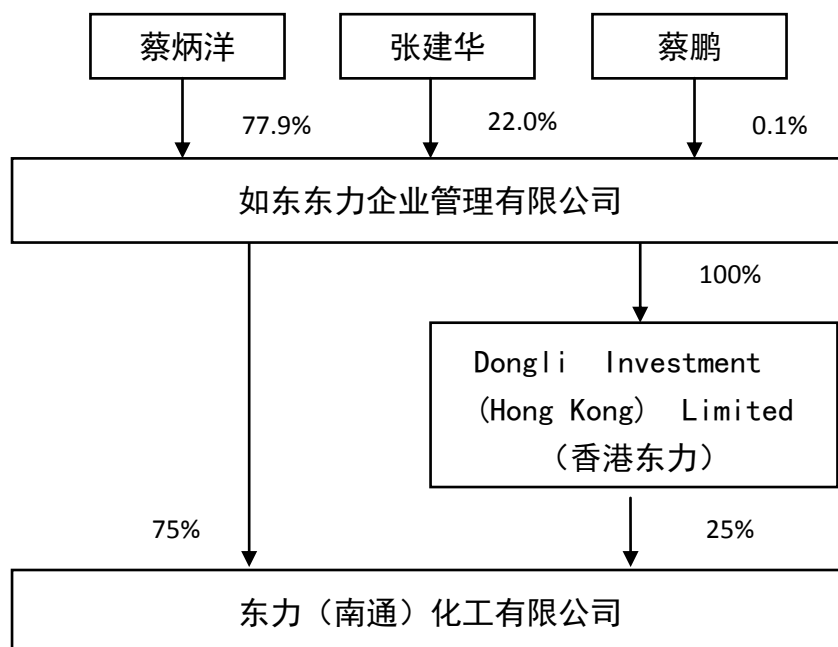 蔡炳洋
张建华
蔡鹏
77.9%
22.0%
0.1%
如东东力企业管理有限公司
100%
Dongli Investment
(Hong Kong) Limited
（香港东力）
75%
25%
东力（南通）化工有限公司